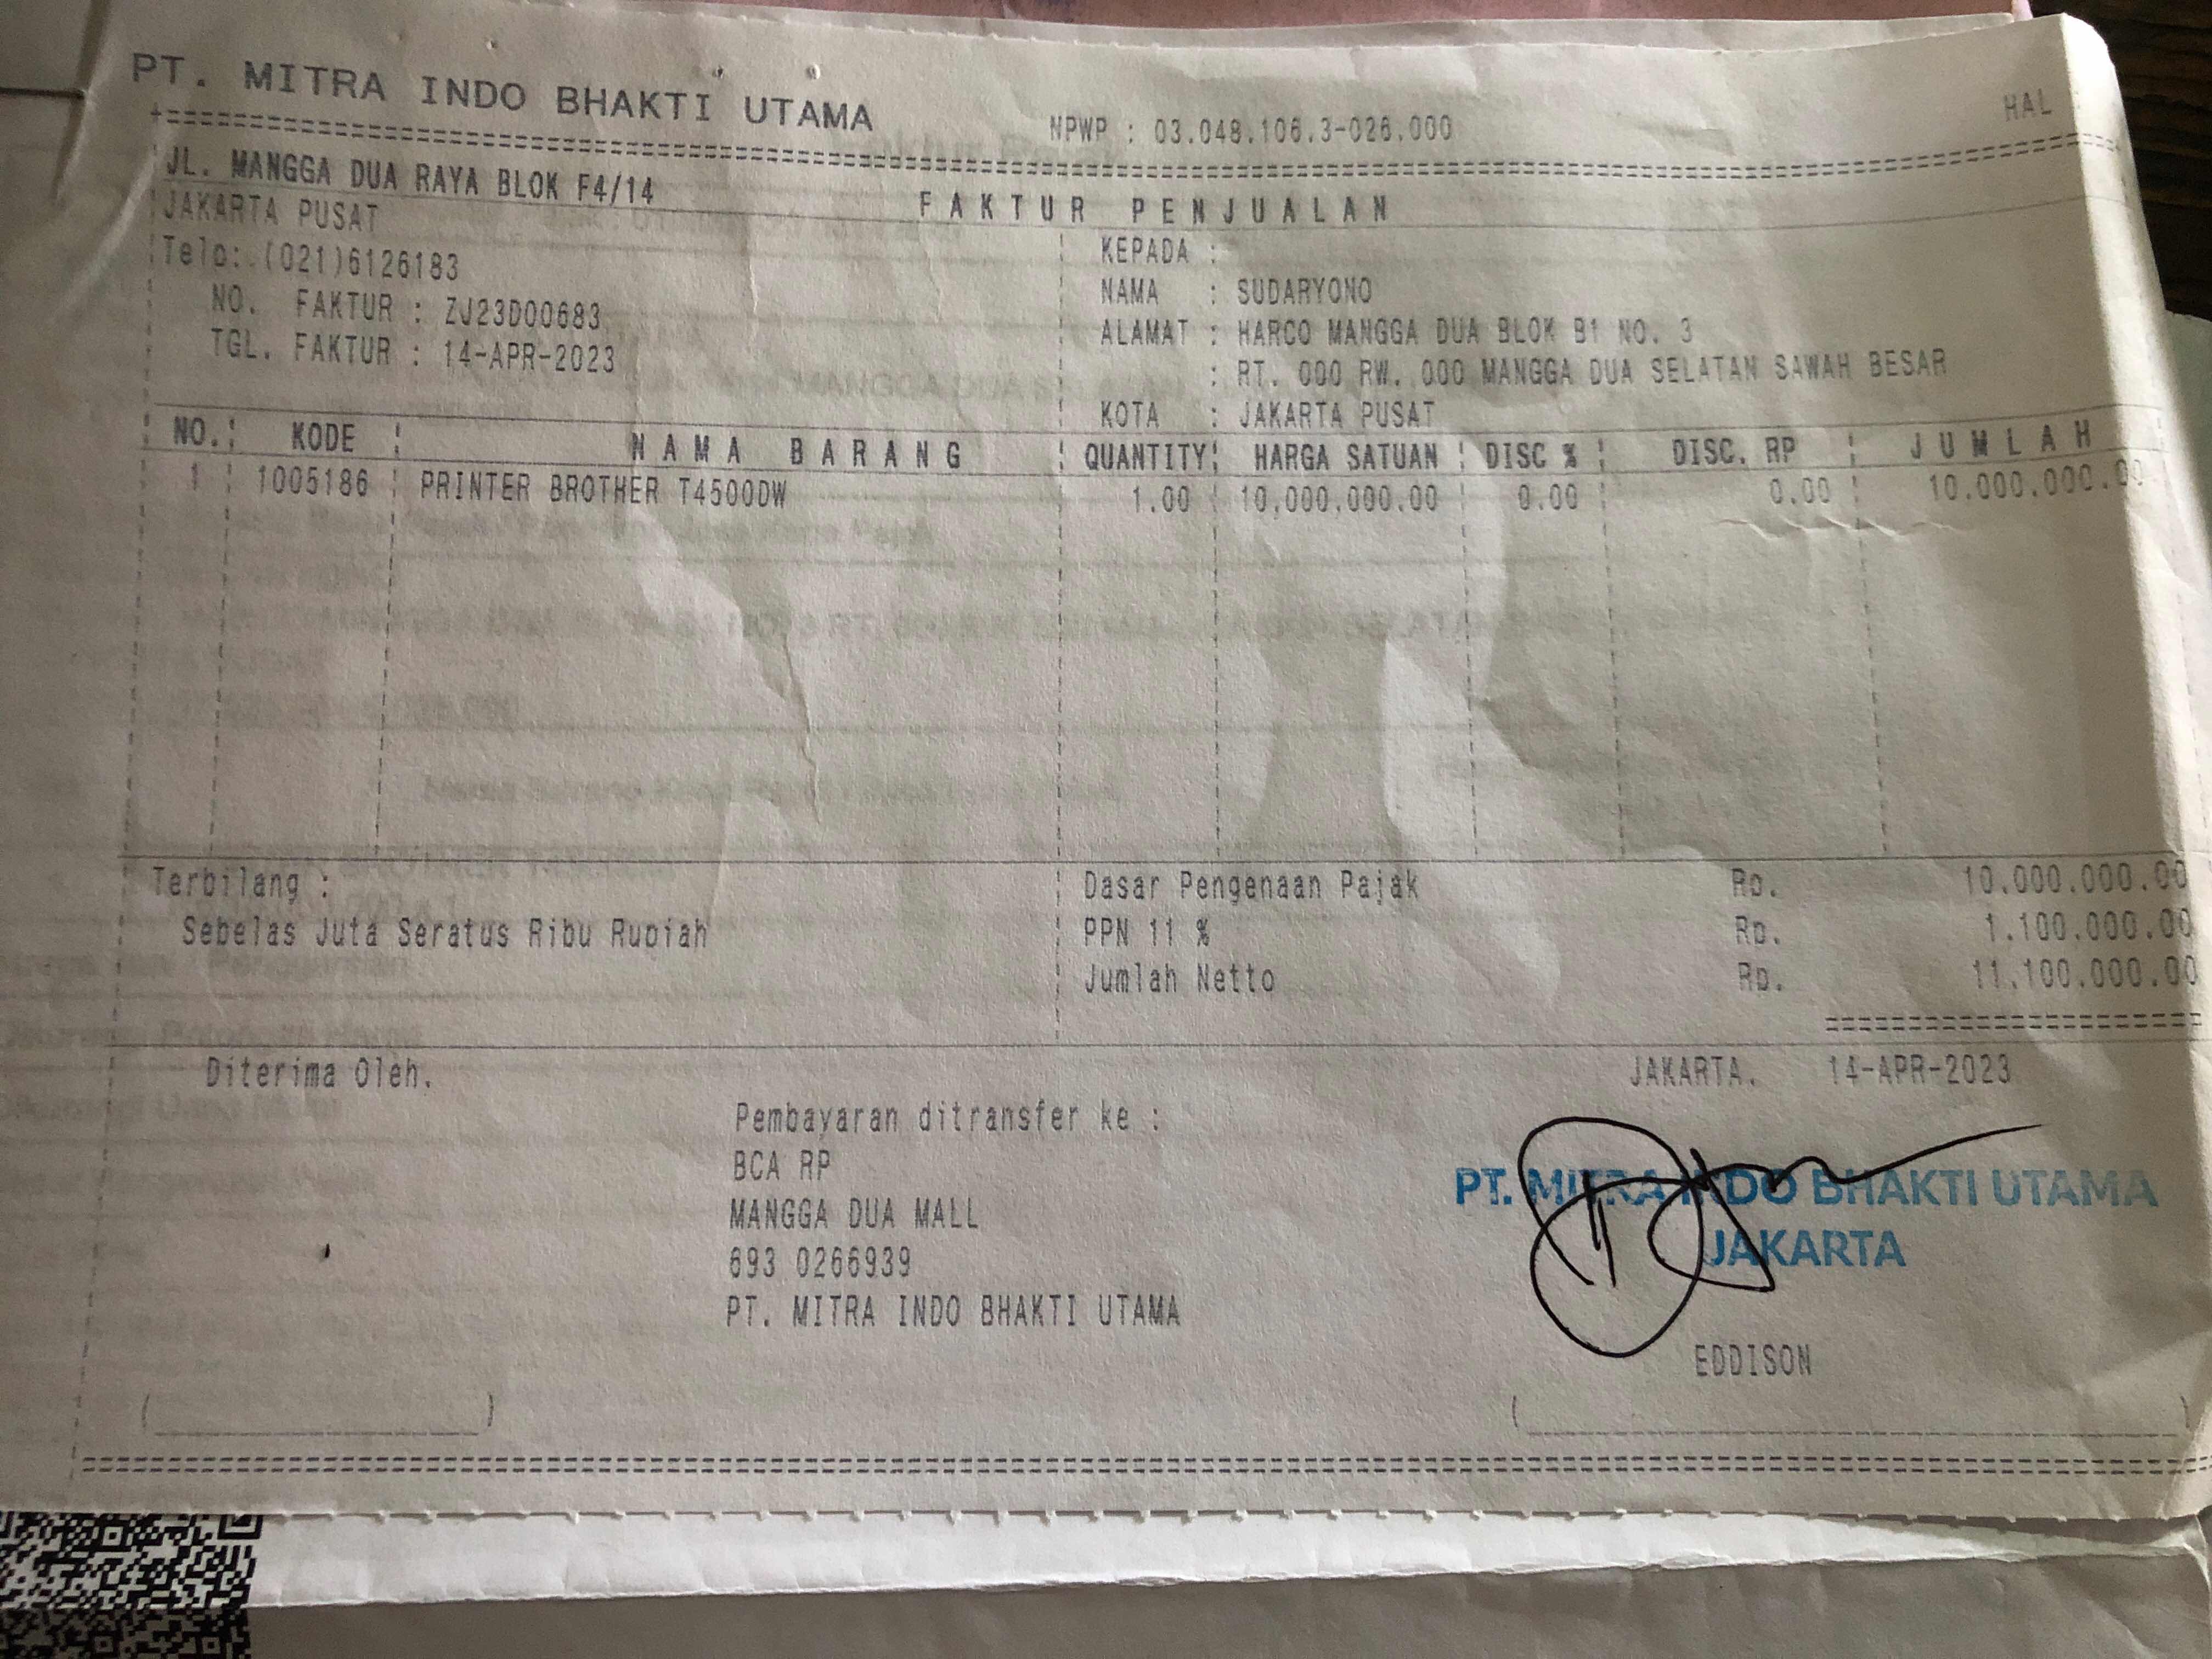 PT. MITRA INDO BHAKTI UTAMA
NPWP : 03.048.106.3-026.000
HAL
JL. MANGGA DUA RAYA BLOK F4/14
JAKARTA PUSAT
Telp:.(021)6126183
NO. FAKTUR : ZJ23D00683
TGL. FAKTUR : 14-APR-2023
FAKTUR PENJUALAN
KEPADA :
NAMA : SUDARYONO
ALAMAT : HARCO MANGGA DUA BLOK B1 NO. 3
: RT. 000 RW. 000 MANGGA DUA SELATAN SAWAH BESAR
KOTA : JAKARTA PUSAT
NO. KODE NAMA BARANG QUANTITY HARGA SATUAN DISC % DISC. RP JUMLAH
1 1005186 PRINTER BROTHER T4500DW 1.00 10,000,000.00 0.00 0.00 10.000.000.00
Terbilang :
Sebelas Juta Seratus Ribu Rupiah
Dasar Pengenaan Pajak Rp. 10.000.000.00
PPN 11 % Rp. 1.100.000.00
Jumlah Netto Rp. 11.100.000.00
Diterima Oleh.
JAKARTA. 14-APR-2023
Pembayaran ditransfer ke :
BCA RP
MANGGA DUA MALL
693 0266939
PT. MITRA INDO BHAKTI UTAMA
PT. MITRA INDO BHAKTI UTAMA
JAKARTA
EDDISON